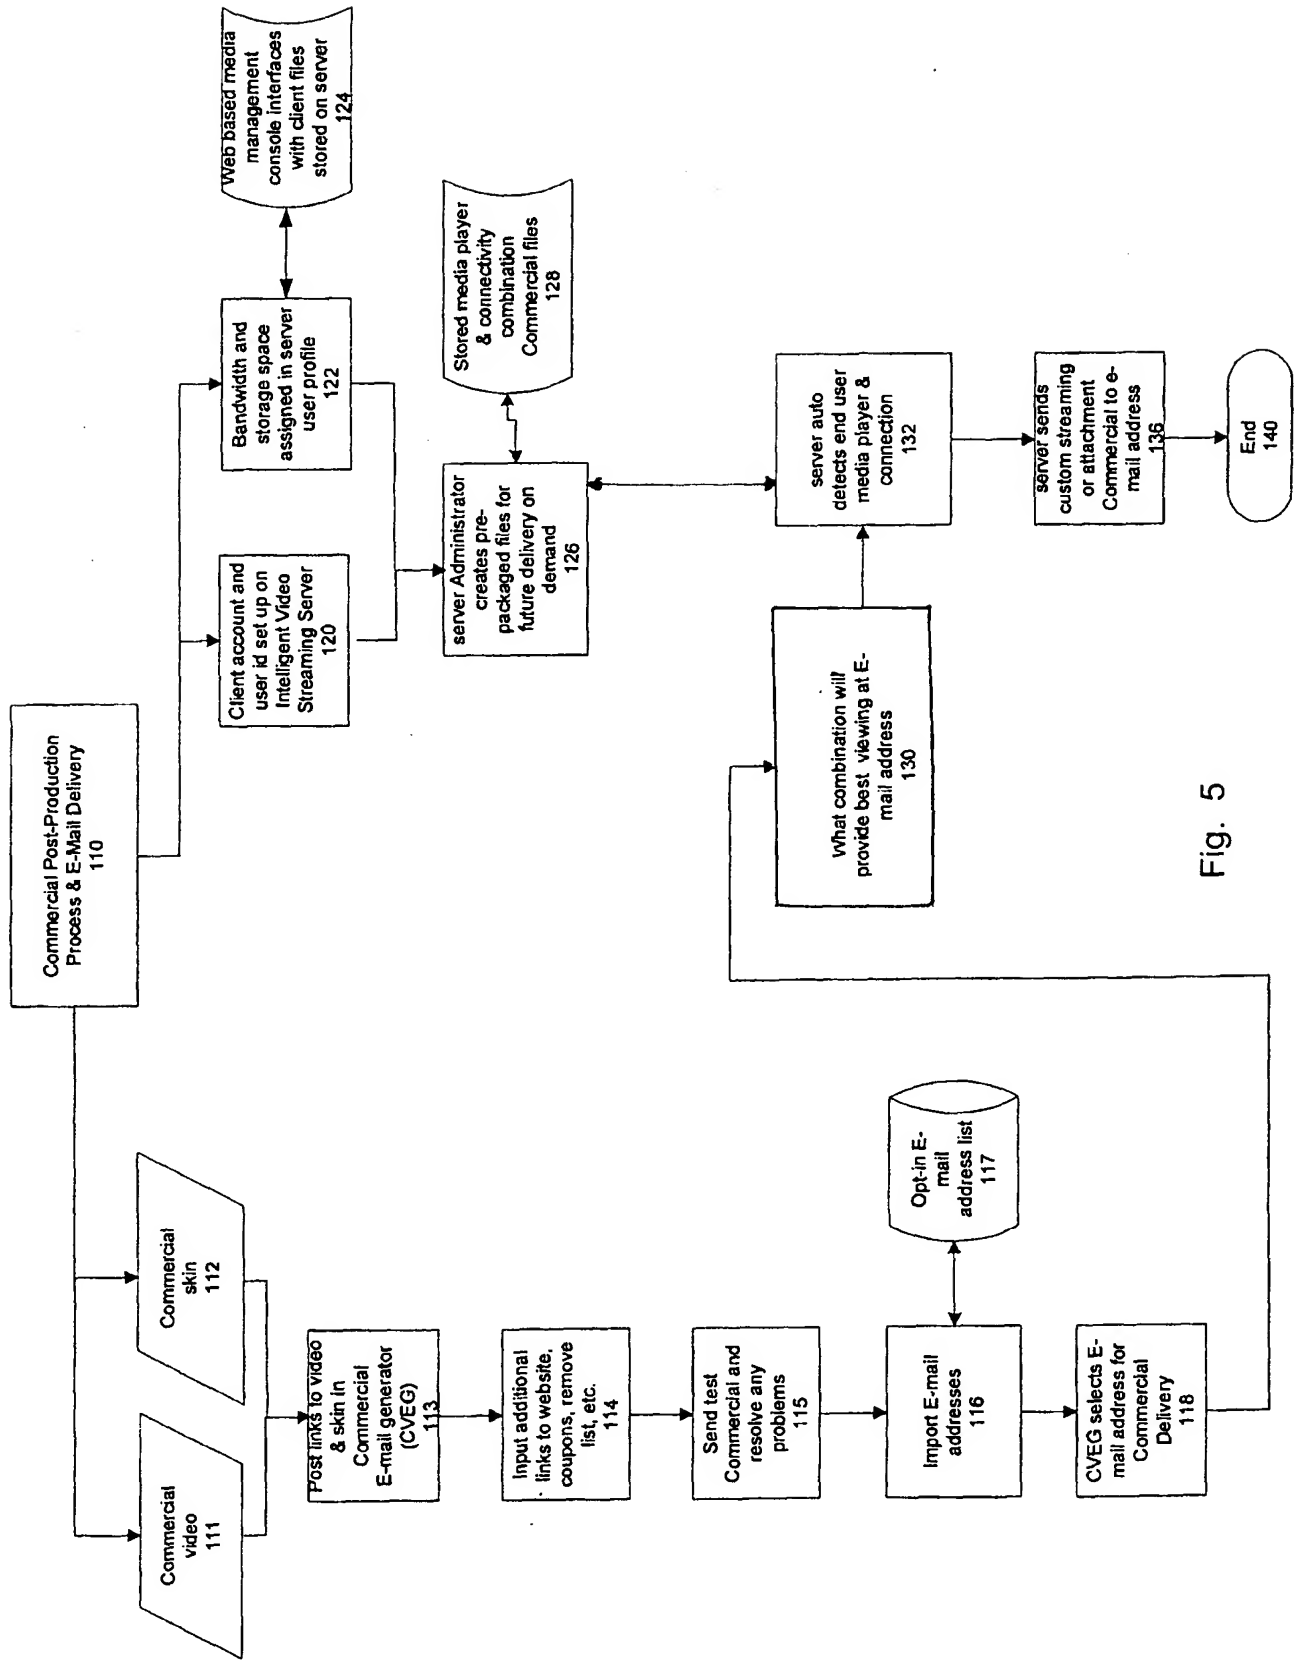 Commercial Post-Production
Process & E-Mail Delivery
110
Commercial
video
111
Commercial
skin
112
Post links to video
& skin in
Commercial
E-mail generator
(CVEG)
113
Input additional
links to website,
coupons, remove
list, etc.
114
Send test
Commercial and
resolve any
problems
115
Import E-mail
addresses
116
Opt-in E-
mail
address list
117
CVEG selects E-
mail address for
Commercial
Delivery
118
Client account and
user id set up on
Intelligent Video
Streaming Server
120
Bandwidth and
storage space
assigned in server
user profile
122
Web based media
management
console interfaces
with client files
stored on server
124
server Administrator
creates pre-
packaged files for
future delivery on
demand
126
Stored media player
& connectivity
combination
Commercial files
128
What combination will
provide best viewing at E-
mail address
130
server auto
detects end user
media player &
connection
132
server sends
custom streaming
or attachment
Commercial to e-
mail address
136
End
140
Fig. 5